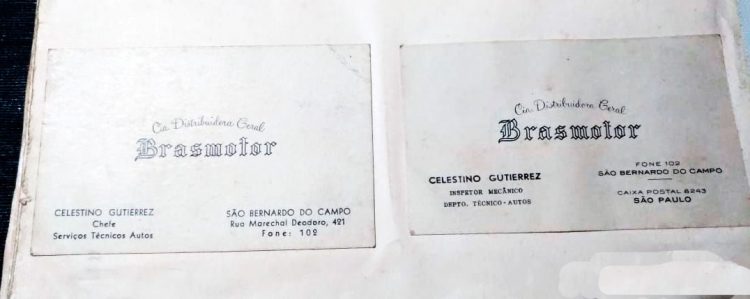 Cia Distribuidora Geral
Brasmotor
CELESTINO GUTIÉRREZ
Chefe
Serviços Técnicos Autos
SÃO BERNARDO DO CAMPO
Rua Marechal Deodoro, 421
Fone: 102
Cia Distribuidora Geral
Brasmotor
CELESTINO GUTIERREZ
INSPETOR MECÂNICO
DEPTO. TÉCNICO - AUTOS
FONE 102
SÃO BERNARDO DO CAMPO
CAIXA POSTAL 8243
SÃO PAULO